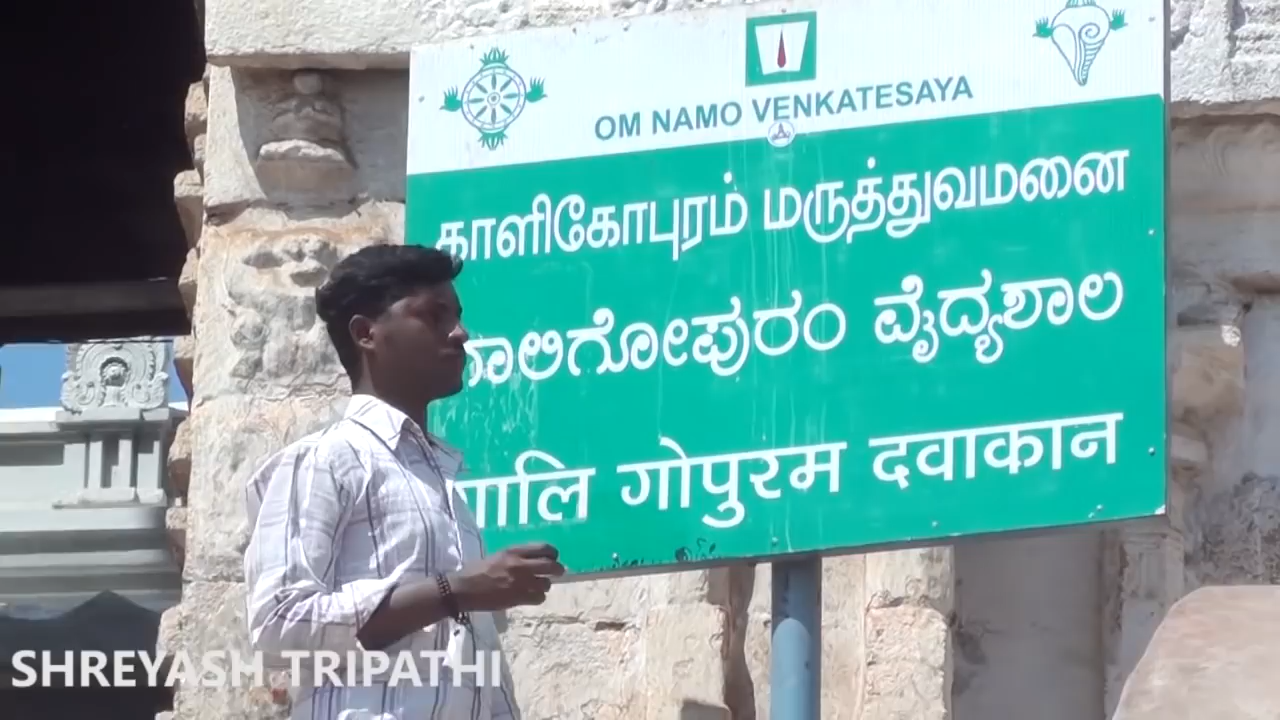 OM NAMO VENKATESAYA
காளிகோபுரம் மருத்துவமனை
ವೈದ್ಯಶಾಲ
गोपुरम दवाकान
SHREYASH TRIPATHI